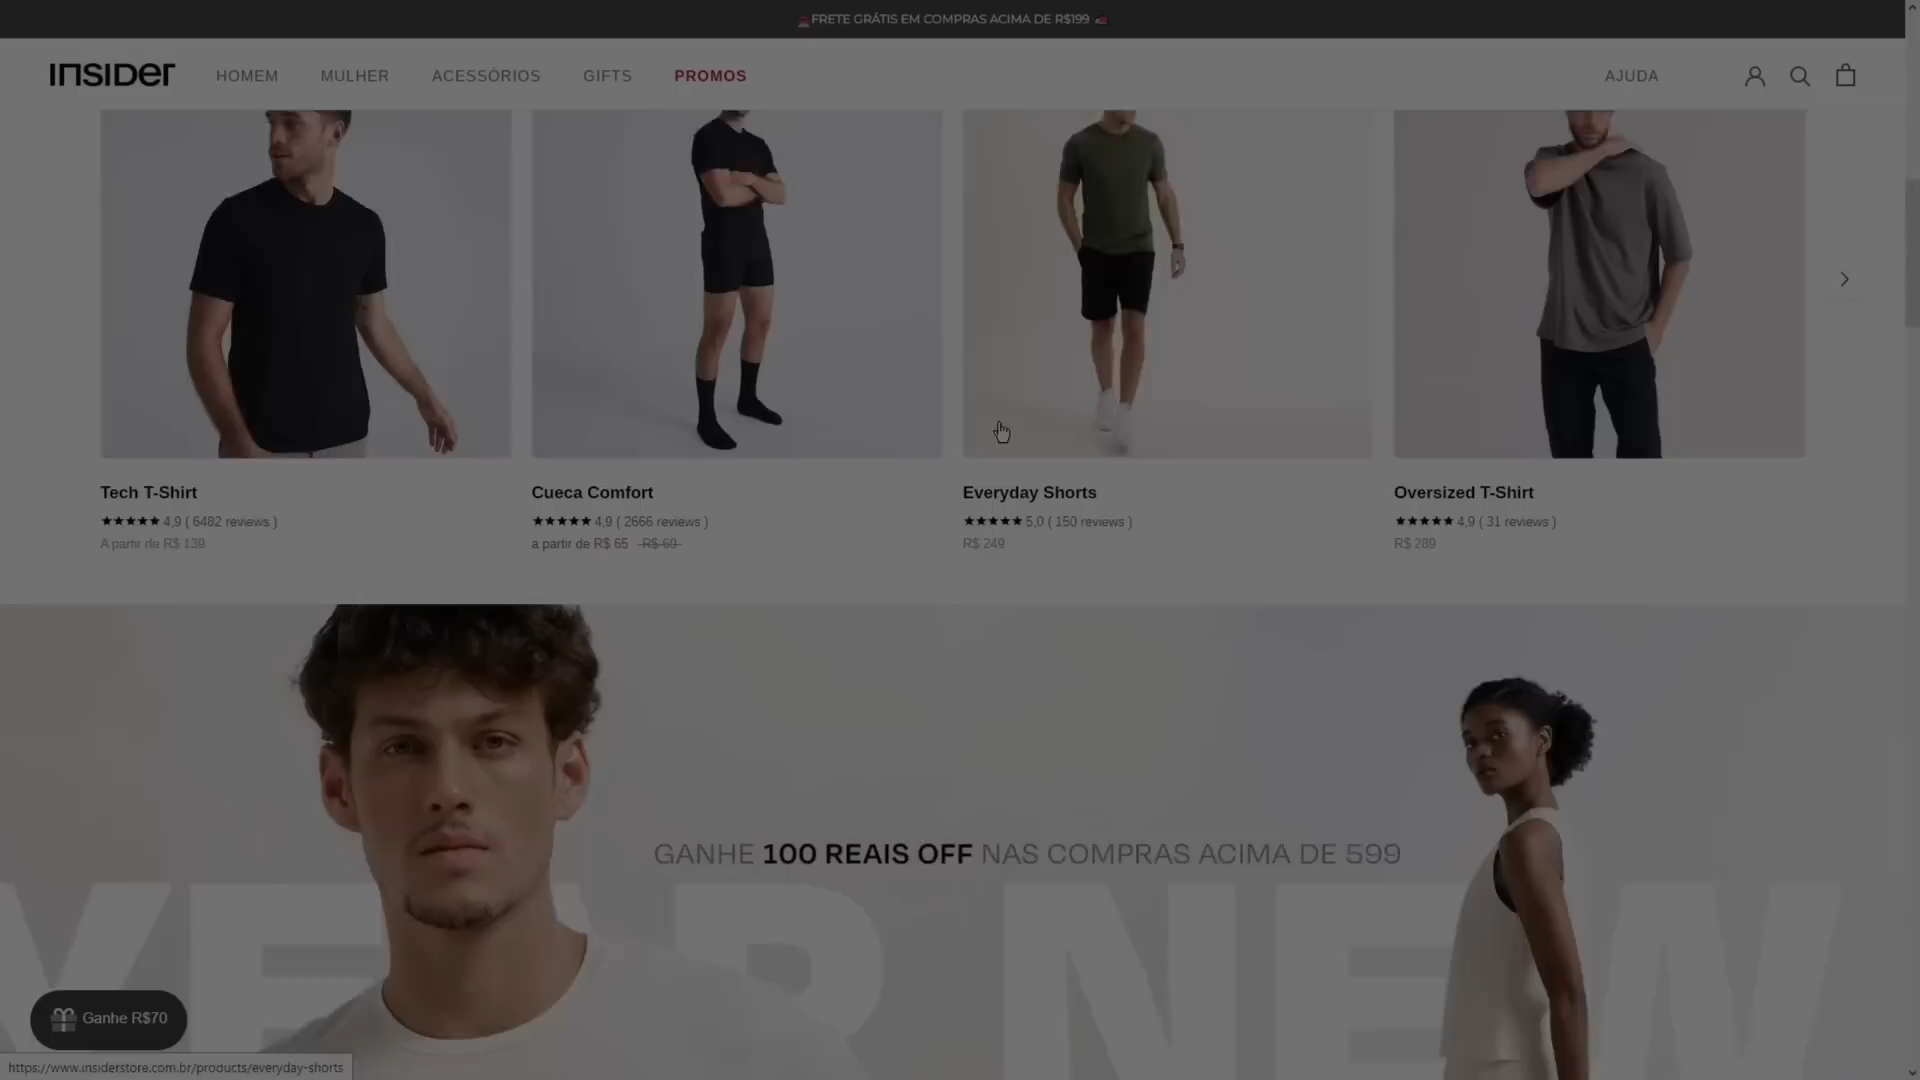 FRETE GRÁTIS EM COMPRAS ACIMA DE R$199
INSIDER HOMEM MULHER ACESSÓRIOS GIFTS PROMOS AJUDA
Tech T-Shirt
4,9 ( 6482 reviews )
A partir de R$ 139
Cueca Comfort
4,9 ( 2666 reviews )
a partir de R$ 65 R$ 69
Everyday Shorts
5,0 ( 150 reviews )
R$ 249
Oversized T-Shirt
4,9 ( 31 reviews )
R$ 289
GANHE 100 REAIS OFF NAS COMPRAS ACIMA DE 599
YEAR NEW
Ganhe R$70
https://www.insiderstore.com.br/products/everyday-shorts